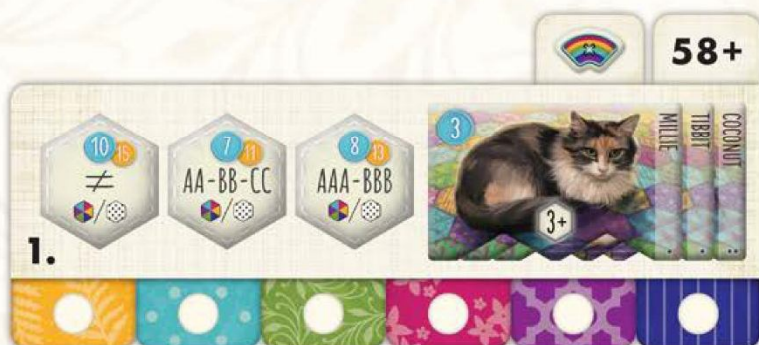 58+
10 15
≠
/
7 11
AA-BB-CC
/
8 13
AAA-BBB
/
3
3+
MILLIE
TIBBIT
COCONUT
1.